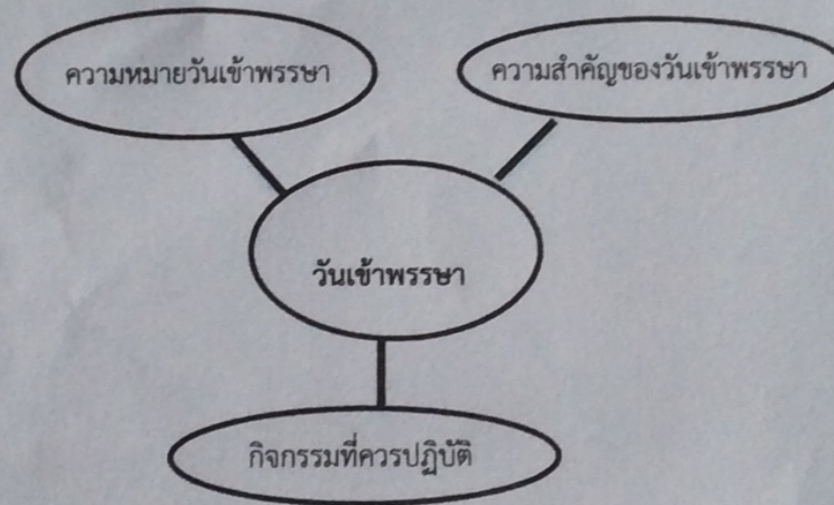 ความหมายวันเข้าพรรษา
ความสำคัญของวันเข้าพรรษา
วันเข้าพรรษา
กิจกรรมที่ควรปฏิบัติ